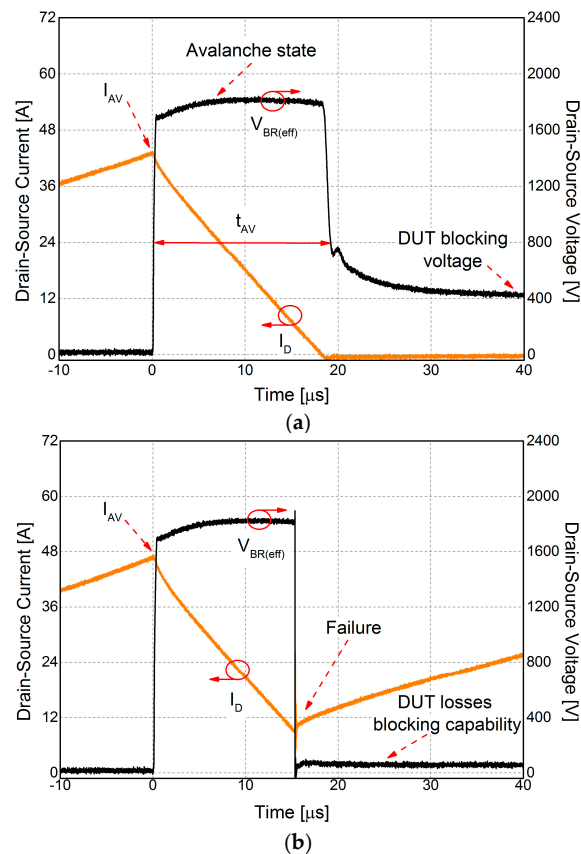 72
60
48
36
24
12
0
2400
2000
1600
1200
800
400
0
Drain-Source Current [A]
Drain-Source Voltage [V]
Avalanche state
I_AV
V_BR(eff)
t_AV
DUT blocking
voltage
I_D
-10
0
10
20
30
40
Time [μs]
(a)
72
60
48
36
24
12
0
2400
2000
1600
1200
800
400
0
Drain-Source Current [A]
Drain-Source Voltage [V]
I_AV
V_BR(eff)
Failure
I_D
DUT losses
blocking capability
-10
0
10
20
30
40
Time [μs]
(b)